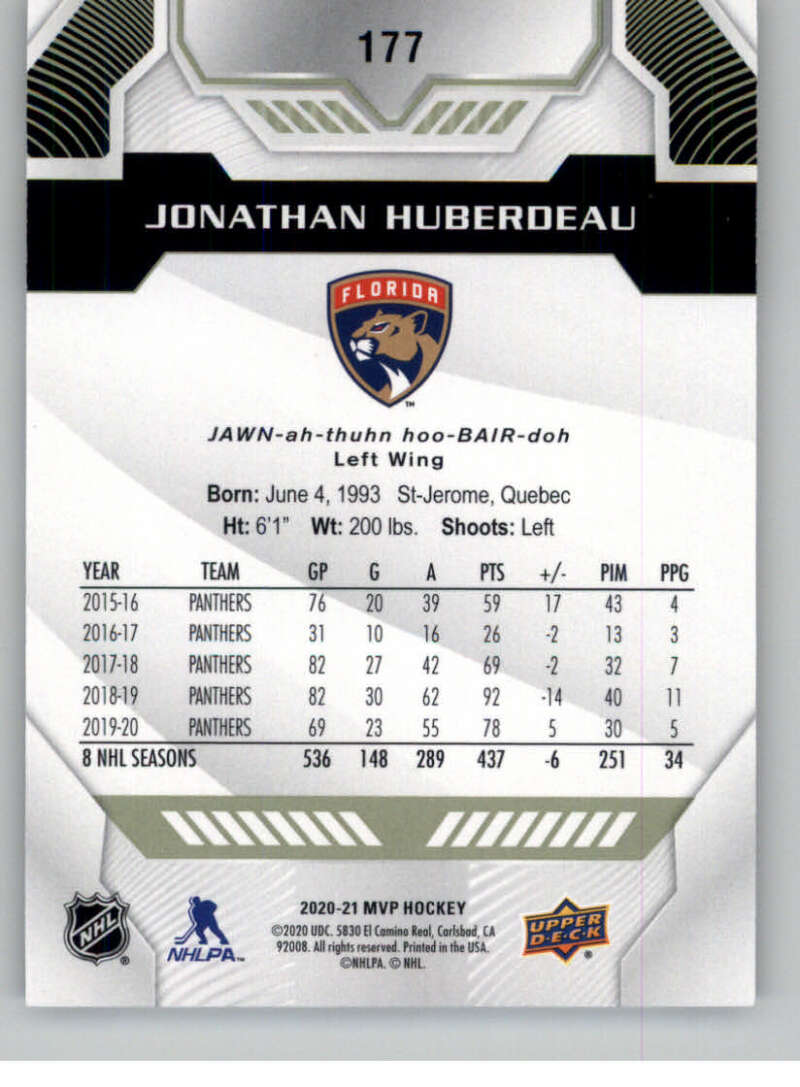 177
JONATHAN HUBERDEAU
FLORIDA
TM
JAWN-ah-thuhn hoo-BAIR-doh
Left Wing
Born: June 4, 1993 St-Jerome, Quebec
Ht: 6'1" Wt: 200 lbs. Shoots: Left
YEAR TEAM GP G A PTS +/- PIM PPG
2015-16 PANTHERS 76 20 39 59 17 43 4
2016-17 PANTHERS 31 10 16 26 -2 13 3
2017-18 PANTHERS 82 27 42 69 -2 32 7
2018-19 PANTHERS 82 30 62 92 -14 40 11
2019-20 PANTHERS 69 23 55 78 5 30 5
8 NHL SEASONS 536 148 289 437 -6 251 34
NHL ®
NHLPA™
2020-21 MVP HOCKEY
©2020 UDC. 5830 El Camino Real, Carlsbad, CA
92008. All rights reserved. Printed in the USA.
©NHLPA. © NHL.
UPPER
D·E·C·K ®